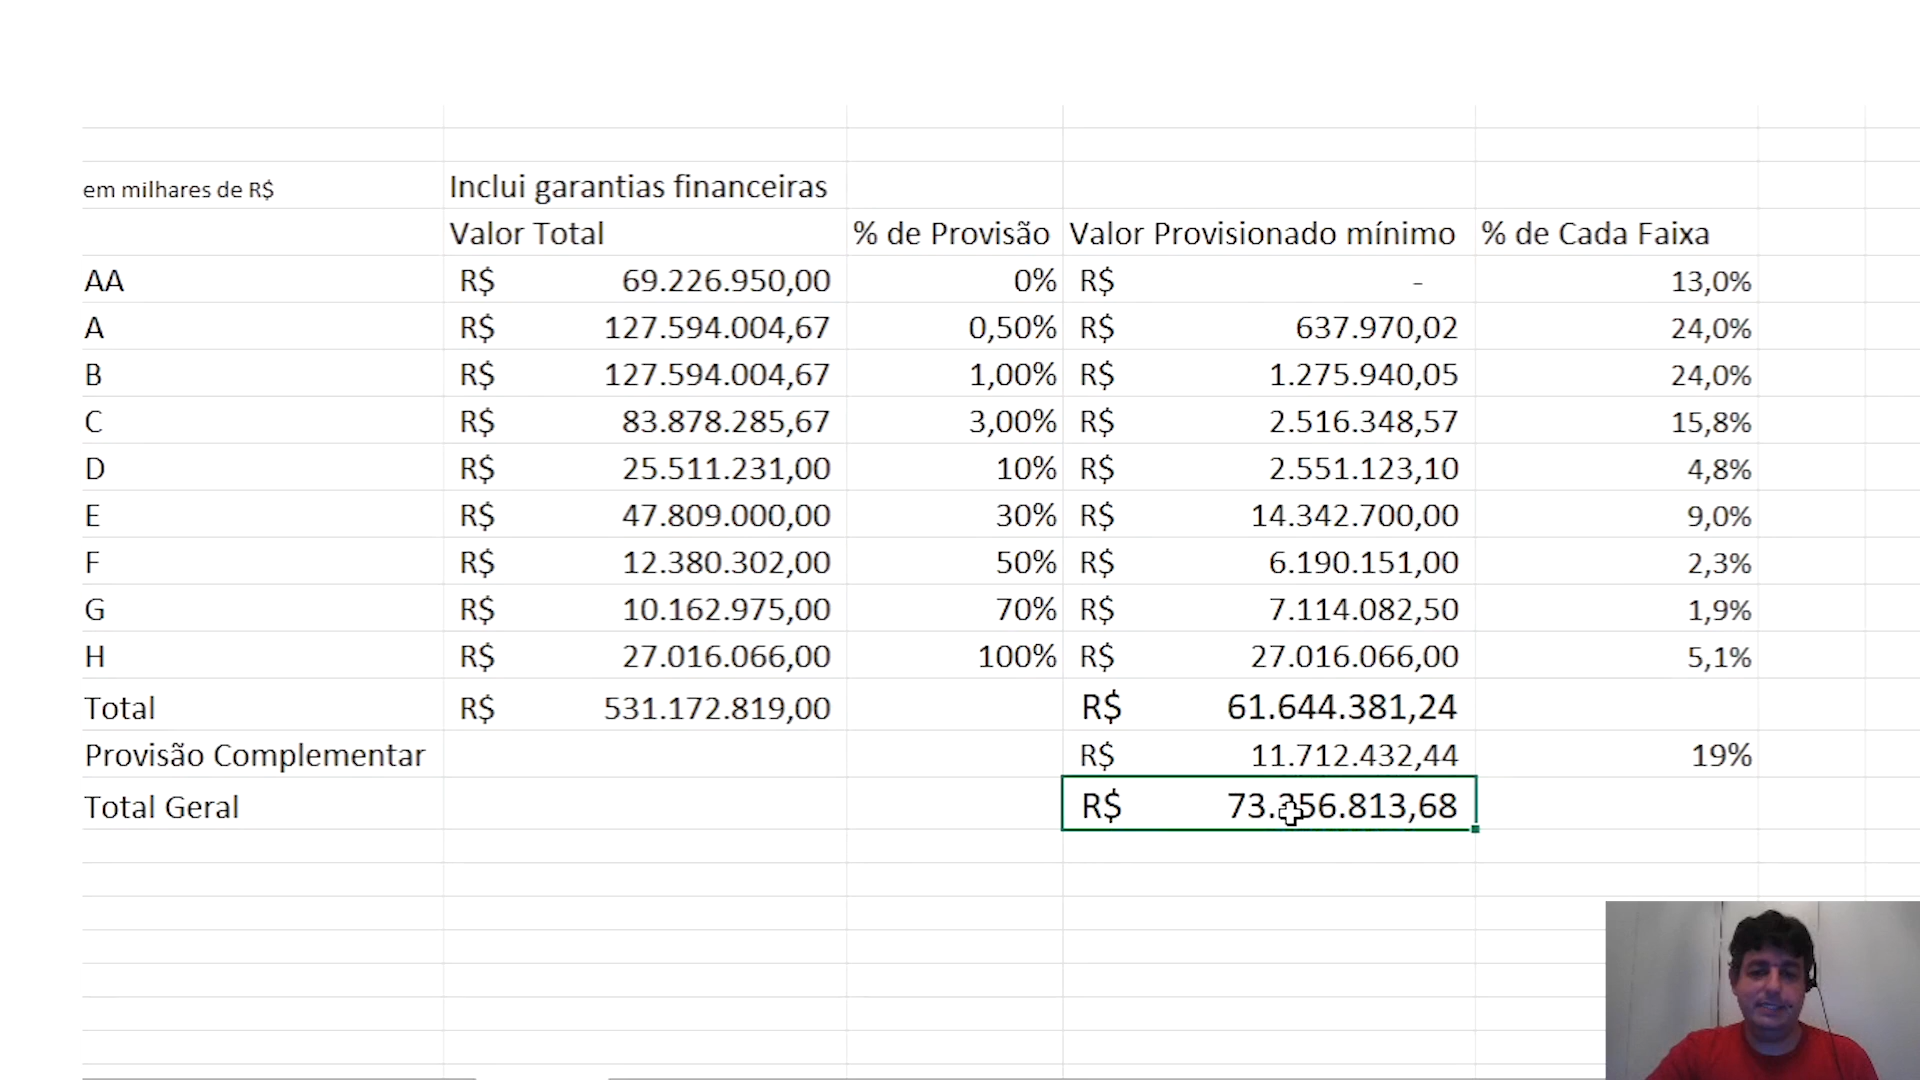 em milhares de R$ Inclui garantias financeiras
Valor Total % de Provisão Valor Provisionado mínimo % de Cada Faixa
AA R$ 69.226.950,00 0% R$ - 13,0%
A R$ 127.594.004,67 0,50% R$ 637.970,02 24,0%
B R$ 127.594.004,67 1,00% R$ 1.275.940,05 24,0%
C R$ 83.878.285,67 3,00% R$ 2.516.348,57 15,8%
D R$ 25.511.231,00 10% R$ 2.551.123,10 4,8%
E R$ 47.809.000,00 30% R$ 14.342.700,00 9,0%
F R$ 12.380.302,00 50% R$ 6.190.151,00 2,3%
G R$ 10.162.975,00 70% R$ 7.114.082,50 1,9%
H R$ 27.016.066,00 100% R$ 27.016.066,00 5,1%
Total R$ 531.172.819,00 R$ 61.644.381,24
Provisão Complementar R$ 11.712.432,44 19%
Total Geral R$ 73.356.813,68